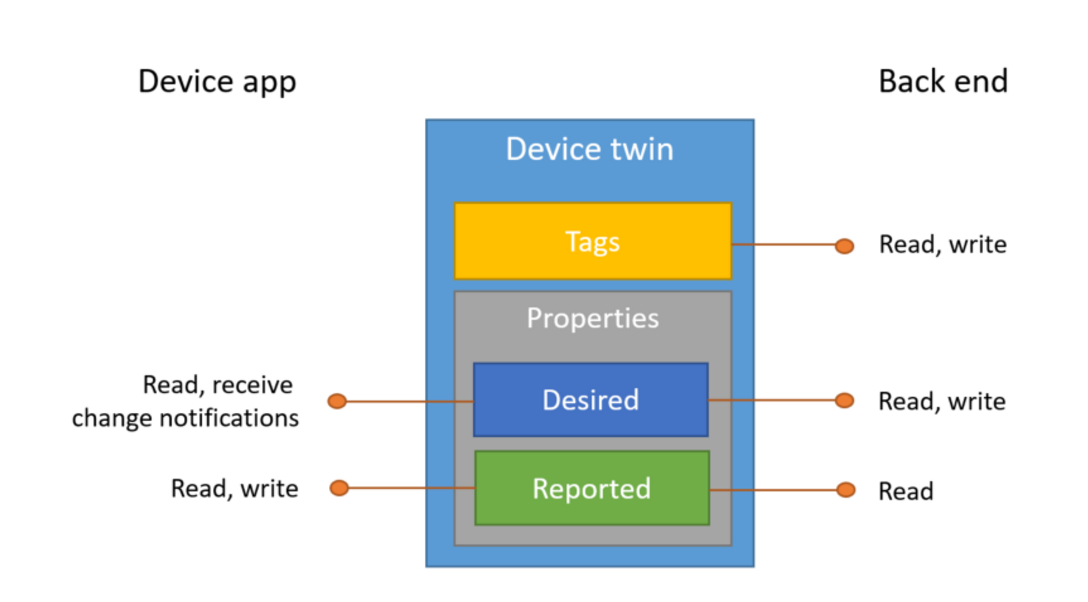 Device app
Back end
Device twin
Tags
Read, write
Properties
Read, receive
change notifications
Desired
Read, write
Read, write
Reported
Read